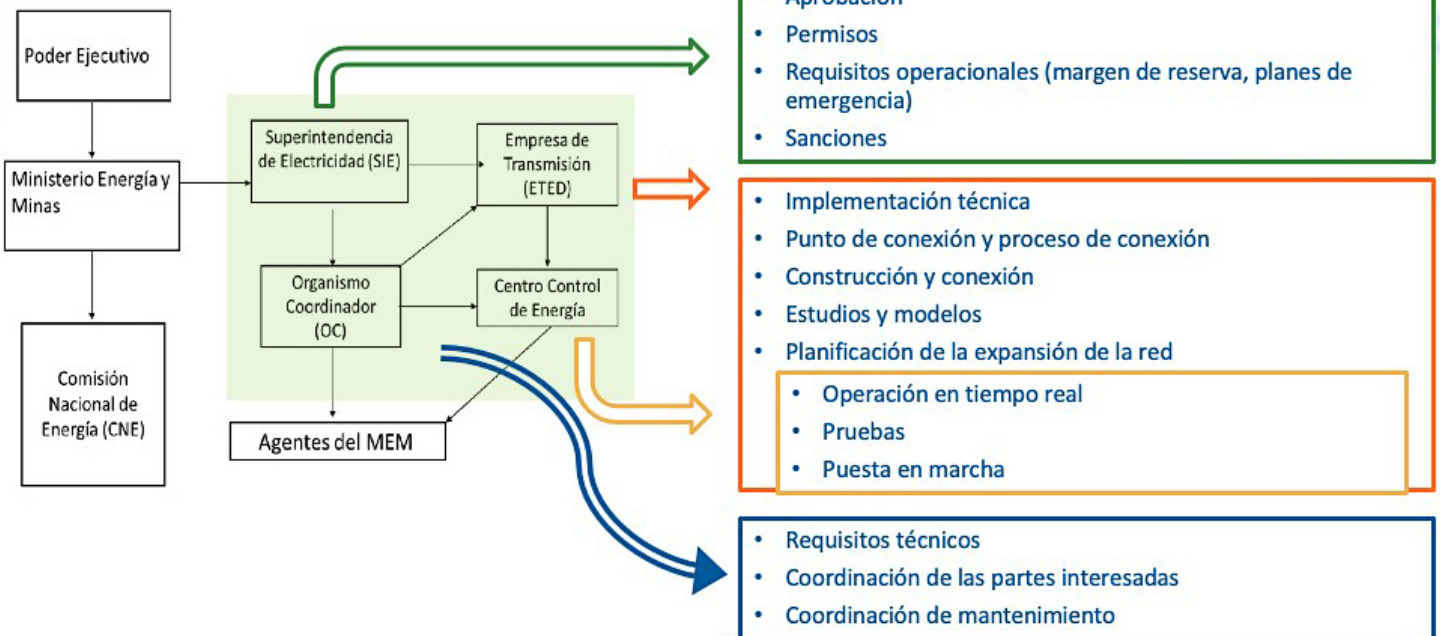 Poder Ejecutivo
Ministerio Energía y
Minas
Comisión
Nacional de
Energía (CNE)
Superintendencia
de Electricidad (SIE)
Empresa de
Transmisión
(ETED)
Organismo
Coordinador
(OC)
Centro Control
de Energía
Agentes del MEM
Aprobación
• Permisos
• Requisitos operacionales (margen de reserva, planes de
emergencia)
• Sanciones
• Implementación técnica
• Punto de conexión y proceso de conexión
• Construcción y conexión
• Estudios y modelos
• Planificación de la expansión de la red
• Operación en tiempo real
• Pruebas
• Puesta en marcha
• Requisitos técnicos
• Coordinación de las partes interesadas
• Coordinación de mantenimiento